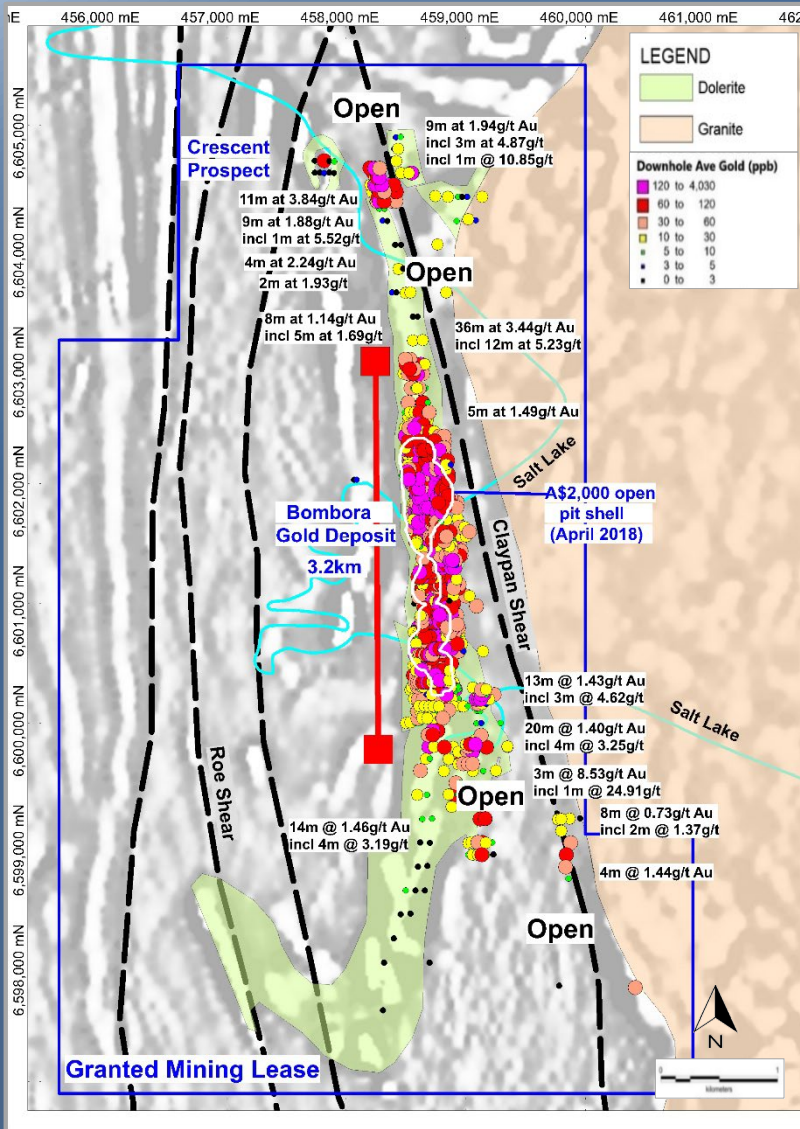 456,000 mE
457,000 mE
458,000 mE
459,000 mE
460,000 mE
461,000 mE
LEGEND
Dolerite
Granite
Downhole Ave Gold (ppb)
120 to 4,030
60 to 120
30 to 60
10 to 30
5 to 10
3 to 5
0 to 3
6,605,000 mN
6,604,000 mN
6,603,000 mN
6,602,000 mN
6,601,000 mN
6,600,000 mN
6,599,000 mN
6,598,000 mN
Open
9m at 1.94g/t Au
incl 3m at 4.87g/t
incl 1m @ 10.85g/t
Crescent
Prospect
11m at 3.84g/t Au
9m at 1.88g/t Au
incl 1m at 5.52g/t
4m at 2.24g/t Au
2m at 1.93g/t
Open
8m at 1.14g/t Au
incl 5m at 1.69g/t
36m at 3.44g/t Au
incl 12m at 5.23g/t
5m at 1.49g/t Au
Salt Lake
A$2,000 open
pit shell
(April 2018)
Bombora
Gold Deposit
3.2km
Claypan Shear
13m @ 1.43g/t Au
incl 3m @ 4.62g/t
Salt Lake
20m @ 1.40g/t Au
incl 4m @ 3.25g/t
Roe Shear
3m @ 8.53g/t Au
incl 1m @ 24.91g/t
Open
14m @ 1.46g/t Au
incl 4m @ 3.19g/t
8m @ 0.73g/t Au
incl 2m @ 1.37g/t
4m @ 1.44g/t Au
Open
N
Granted Mining Lease
0
1
kilometers